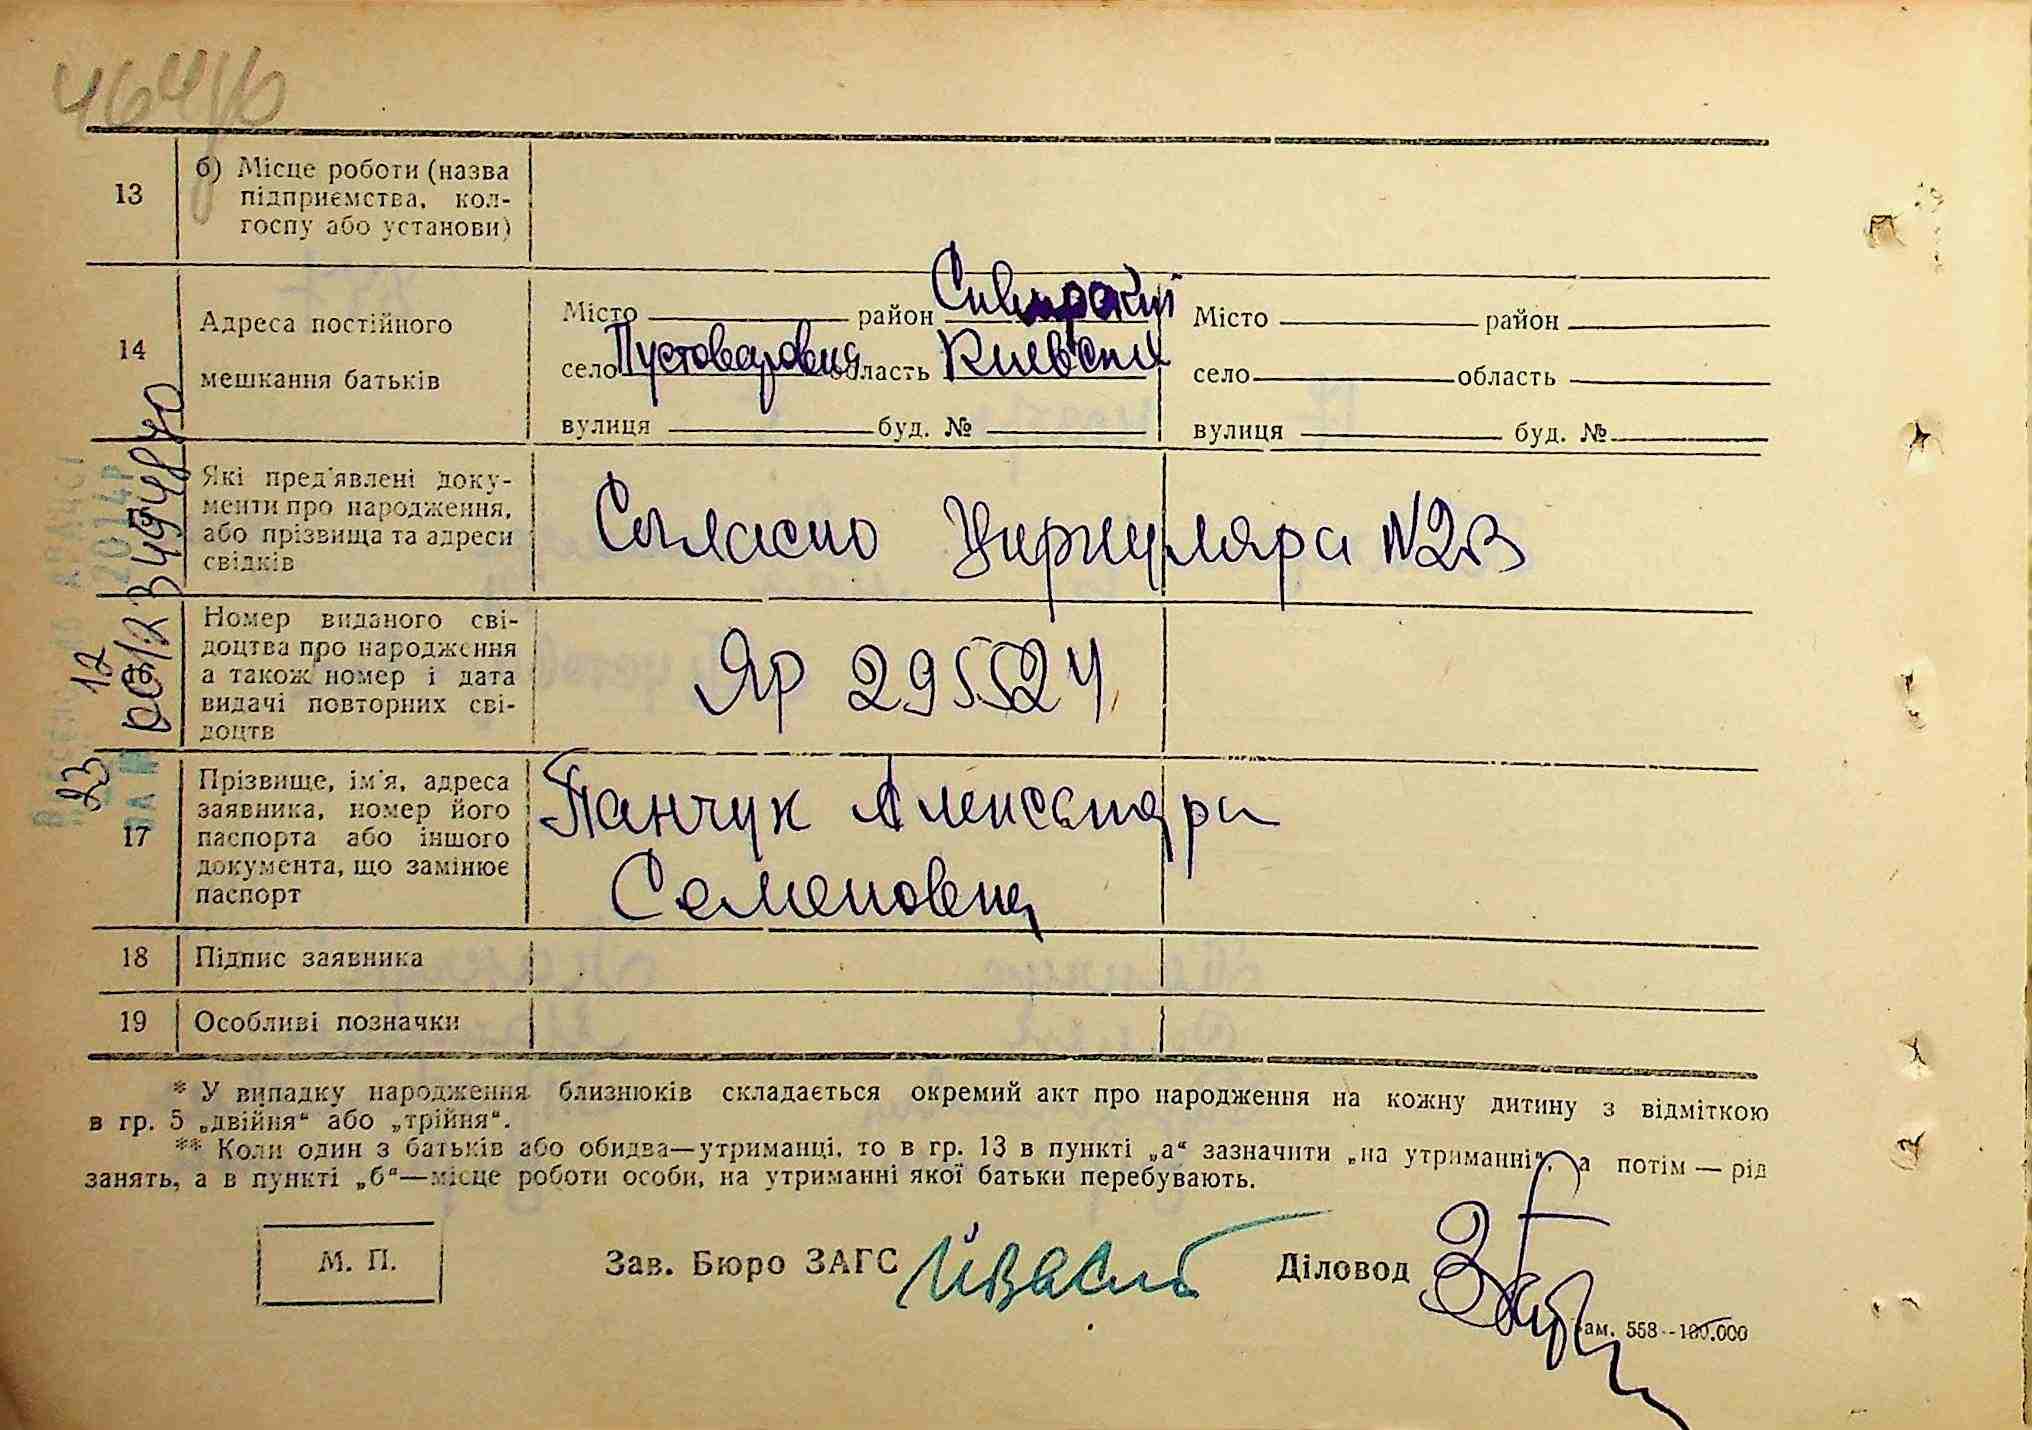 13
б) Місце роботи (назва
підприємства, кол-
госпу або установи)
14
Адреса постійного
мешкання батьків
Місто район Сквирский
село Пустоваровка область Киевская
вулиця буд. №
Місто район
село область
вулиця буд. №
Які пред'явлені доку-
менти про народження,
або прізвища та адреси
свідків
Согласно Циркуляра N23
16
Номер виданого сві-
доцтва про народження
а також номер і дата
видачі повторних сві-
доцтв
ЯР 295524
17
Прізвище, ім'я, адреса
заявника, номер його
паспорта або іншого
документа, що замінює
паспорт
Панчук Александра
Семеновна
18 Підпис заявника
19 Особливі позначки
* У випадку народження близнюків складається окремий акт про народження на кожну дитину з відміткою
в гр. 5 „двійня“ або „трійня“.
** Коли один з батьків або обидва—утриманці, то в гр. 13 в пункті „а“ зазначити „на утриманні“, а потім — рід
занять, а в пункті „б“—місце роботи особи, на утриманні якої батьки перебувають.
М. П.
Зав. Бюро ЗАГС
Діловод
Зам. 558--100.000